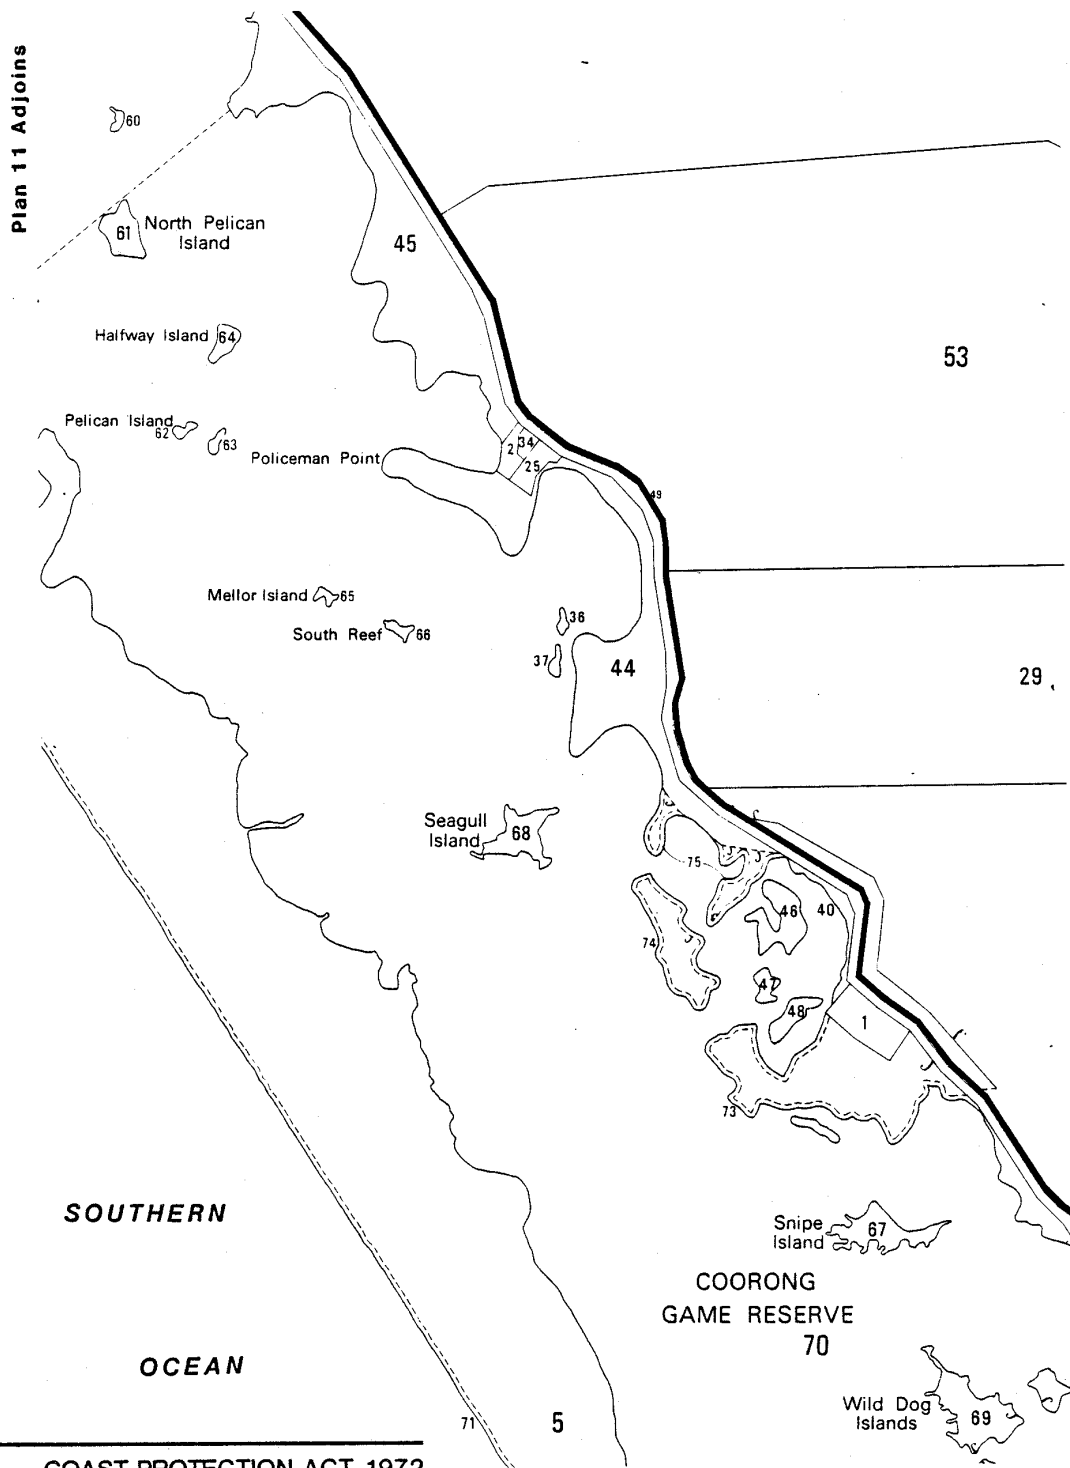 Plan 11 Adjoins
60
61
North Pelican
Island
45
Halfway Island
64
53
Pelican Island
62
63
Policeman Point
2
34
25
49
Mellor Island
65
South Reef
66
36
37
44
29
Seagull
Island
68
75
46
40
74
47
48
1
73
SOUTHERN
Snipe
Island
67
COORONG
GAME RESERVE
70
OCEAN
71
5
Wild Dog
Islands
69
COAST PROTECTION ACT 1972